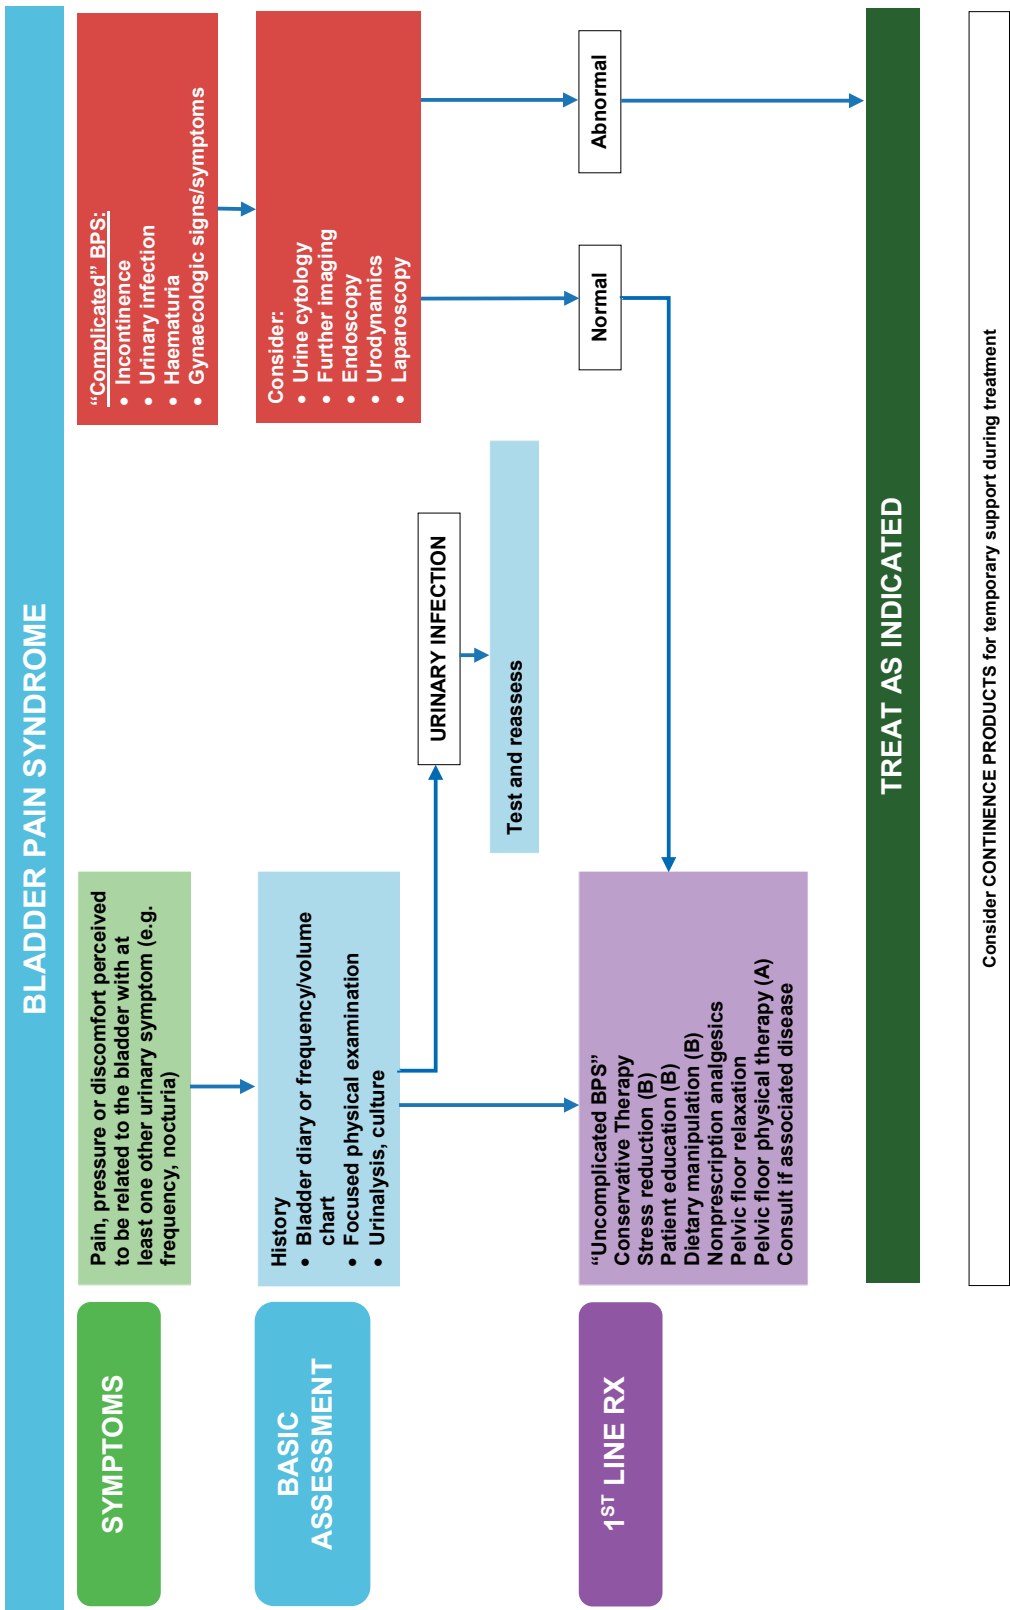 BLADDER PAIN SYNDROME
SYMPTOMS
Pain, pressure or discomfort perceived
to be related to the bladder with at
least one other urinary symptom (e.g.
frequency, nocturia)
“Complicated” BPS:
• Incontinence
• Urinary infection
• Haematuria
• Gynaecologic signs/symptoms
BASIC
ASSESSMENT
History
• Bladder diary or frequency/volume
chart
• Focused physical examination
• Urinalysis, culture
Consider:
• Urine cytology
• Further imaging
• Endoscopy
• Urodynamics
• Laparoscopy
URINARY INFECTION
Test and reassess
1ST LINE RX
“Uncomplicated BPS”
Conservative Therapy
Stress reduction (B)
Patient education (B)
Dietary manipulation (B)
Nonprescription analgesics
Pelvic floor relaxation
Pelvic floor physical therapy (A)
Consult if associated disease
Normal
Abnormal
TREAT AS INDICATED
Consider CONTINENCE PRODUCTS for temporary support during treatment